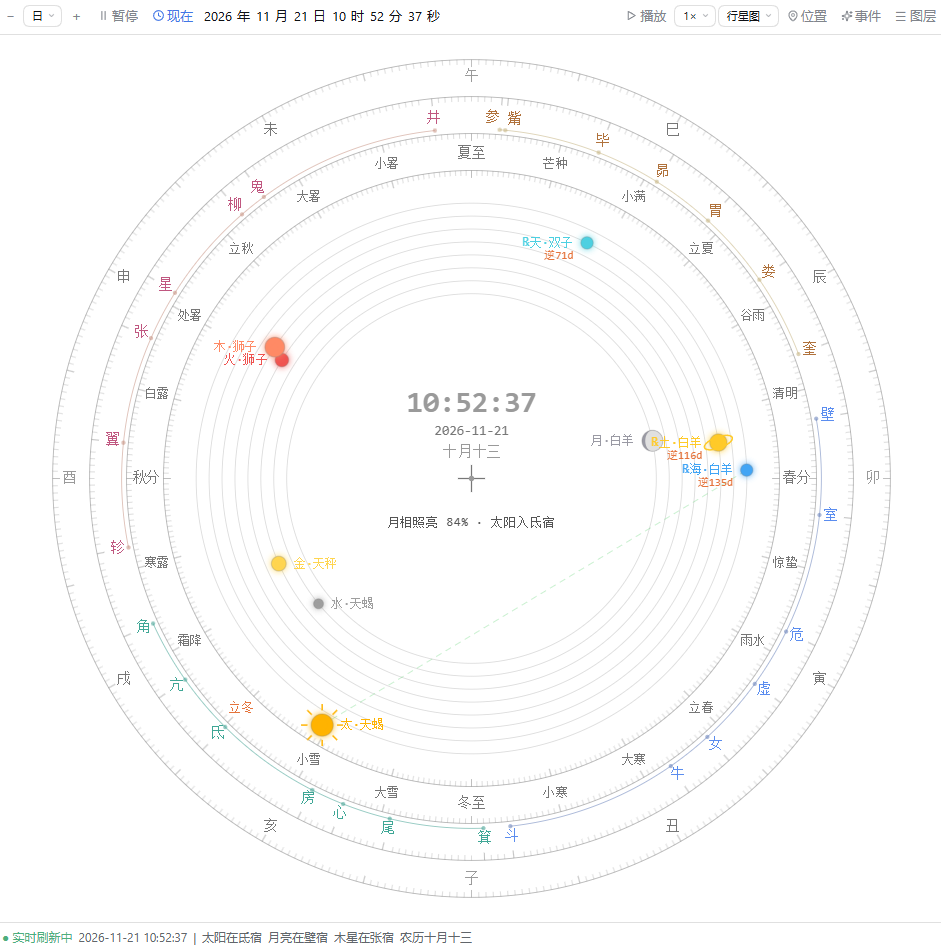 − 日 + 暂停 现在 2026 年 11 月 21 日 10 时 52 分 37 秒 播放 1× 行星图 位置 事件 图层
午
未
巳
井
参
觜
毕
夏至
小暑
芒种
昴
鬼
柳
大暑
小满
胃
立秋
立夏
℞天·双子
逆71d
申
辰
星
娄
处暑
谷雨
张
木·狮子
火·狮子
奎
白露
清明
10:52:37
2026-11-21
十月十三
壁
翼
月·白羊
℞土·白羊
逆116d
℞海·白羊
逆135d
酉
秋分
春分
卯
月相照亮 84% · 太阳入氐宿
室
轸
寒露
金·天秤
惊蛰
水·天蝎
角
霜降
雨水
危
戌
亢
虚
寅
立冬
立春
太·天蝎
氐
女
小雪
大寒
牛
大雪
小寒
房
冬至
心
尾
箕
斗
亥
丑
子
实时刷新中 2026-11-21 10:52:37 | 太阳在氐宿 月亮在壁宿 木星在张宿 农历十月十三